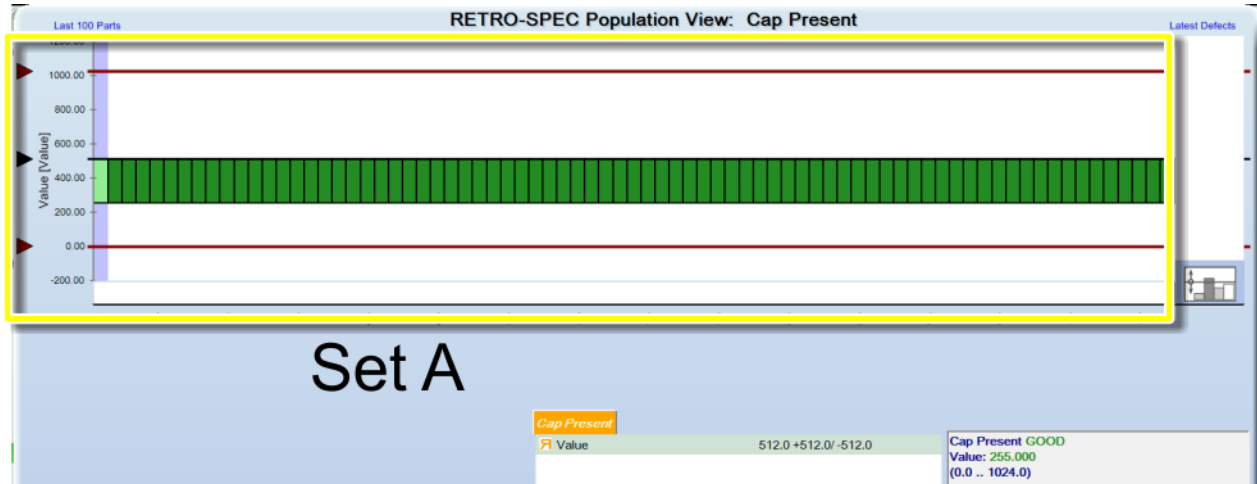 RETRO-SPEC Population View: Cap Present
Last 100 Parts
Latest Defects
1000.00
800.00
600.00
400.00
200.00
0.00
-200.00
Value [Value]
Set A
Cap Present
Я Value 512.0 +512.0/ -512.0
Cap Present GOOD
Value: 255.000
(0.0 .. 1024.0)